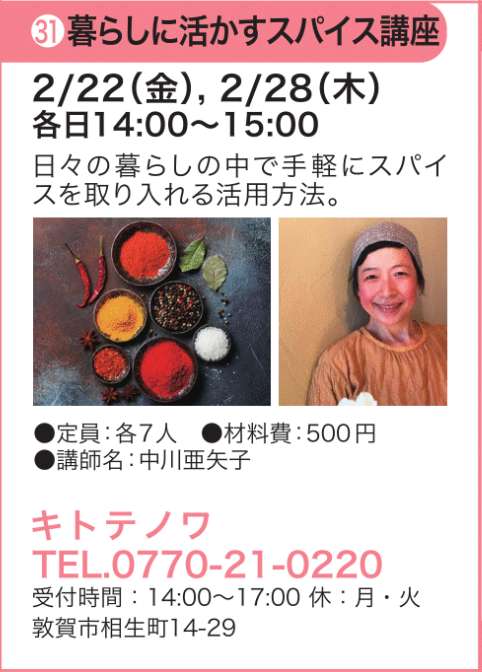 31 暮らしに活かすスパイス講座
2/22(金), 2/28(木)
各日14:00〜15:00
日々の暮らしの中で手軽にスパイ
スを取り入れる活用方法。
●定員:各7人 ●材料費:500円
●講師名:中川亜矢子
キトテノワ
TEL.0770-21-0220
受付時間:14:00〜17:00 休:月・火
敦賀市相生町14-29